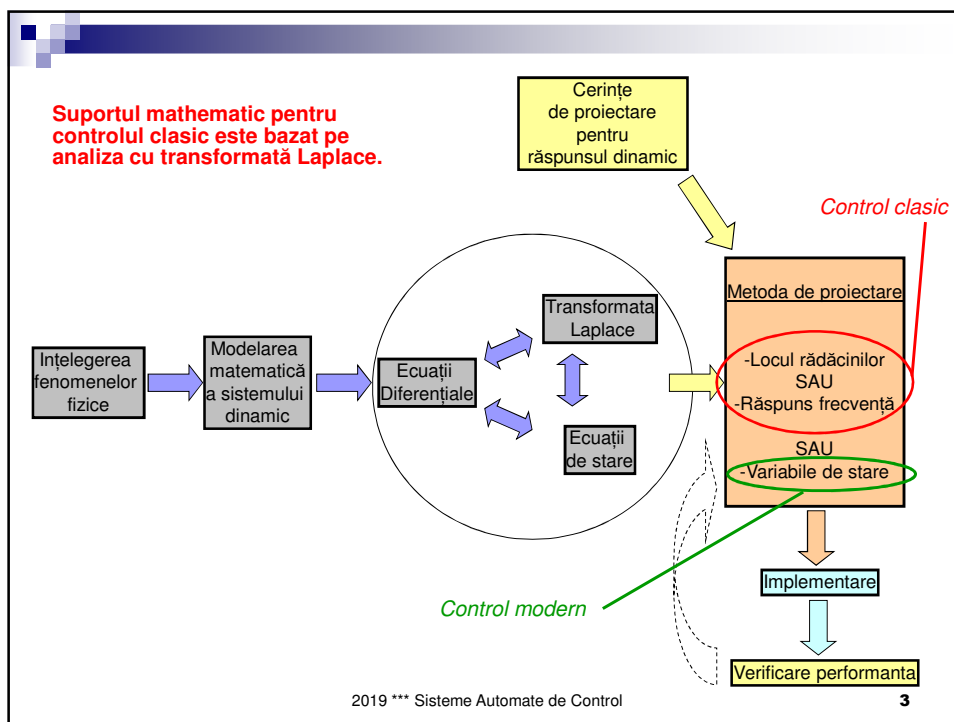 Suportul mathematic pentru
controlul clasic este bazat pe
analiza cu transformată Laplace.
Cerințe
de proiectare
pentru
răspunsul dinamic
Control clasic
Ințelegerea
fenomenelor
fizice
Modelarea
matematică
a sistemului
dinamic
Ecuații
Diferențiale
Transformata
Laplace
Ecuații
de stare
Metoda de proiectare
-Locul rădăcinilor
SAU
-Răspuns frecvență
SAU
-Variabile de stare
Control modern
Implementare
Verificare performanta
2019 *** Sisteme Automate de Control
3